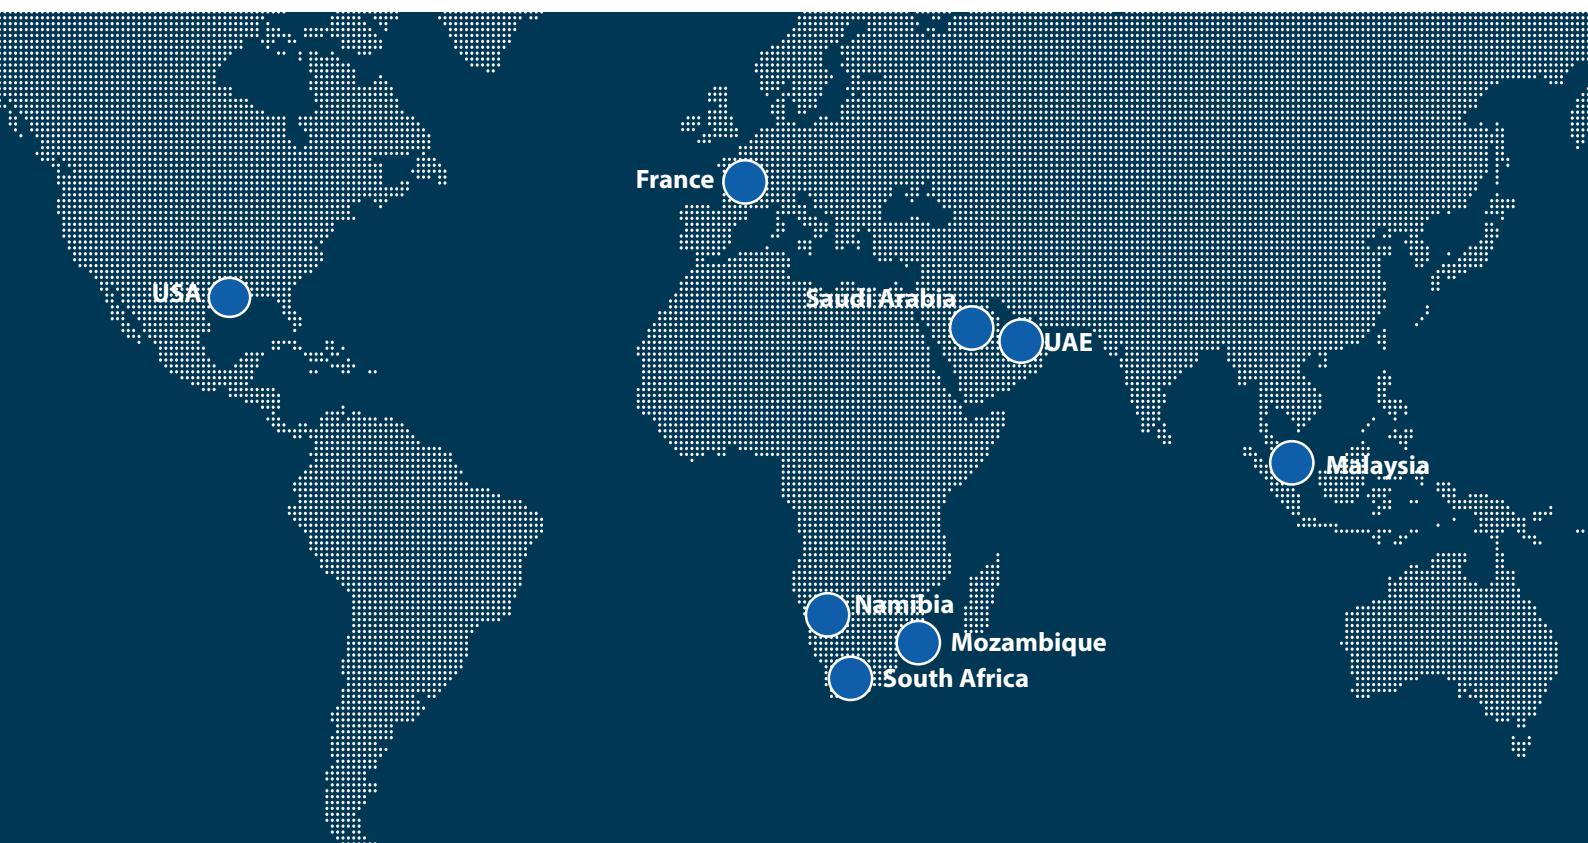 France
USA
Saudi Arabia
UAE
Malaysia
Namibia
Mozambique
South Africa